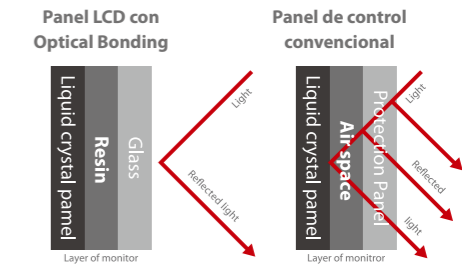 Panel LCD con
Optical Bonding
Liquid crystal pamel
Resin
Glass
Light
Reflected light
Layer of monitor
Panel de control
convencional
Liquid crystal pamel
Air space
Protection Panel
Light
Reflected
light
Layer of monitror